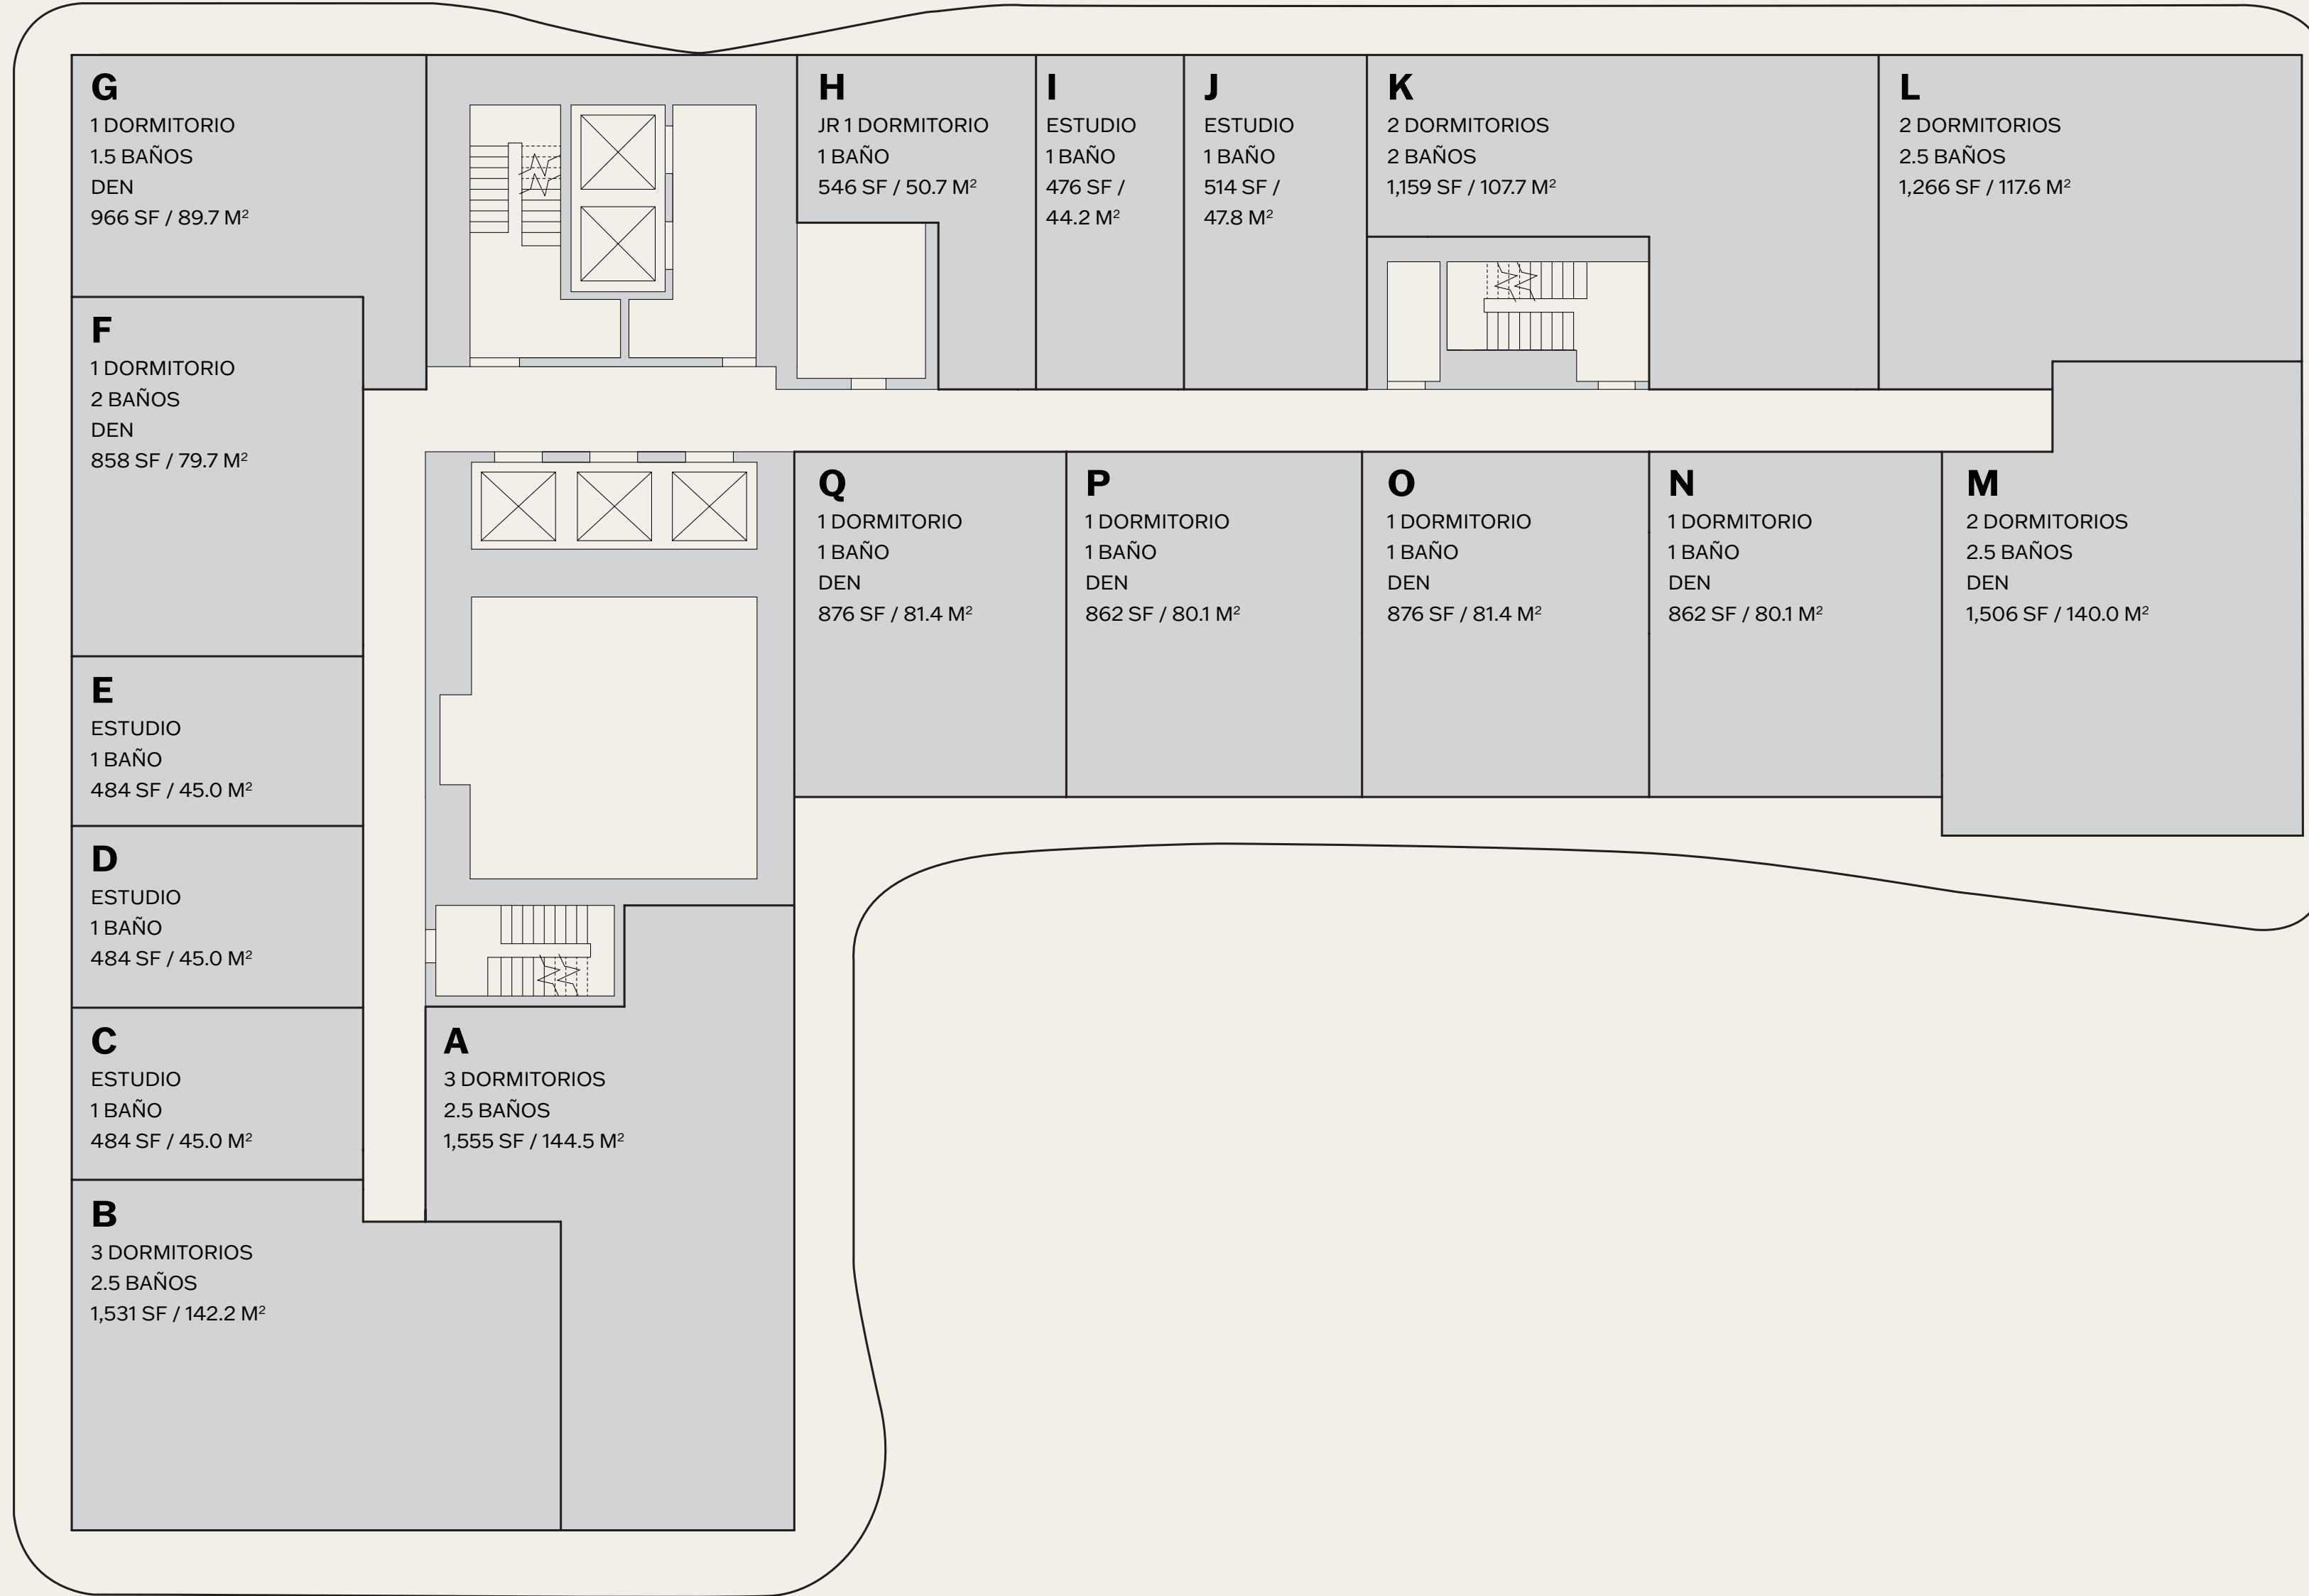 G
1 DORMITORIO
1.5 BAÑOS
DEN
966 SF / 89.7 M²
H
JR 1 DORMITORIO
1 BAÑO
546 SF / 50.7 M²
I
ESTUDIO
1 BAÑO
476 SF /
44.2 M²
J
ESTUDIO
1 BAÑO
514 SF /
47.8 M²
K
2 DORMITORIOS
2 BAÑOS
1,159 SF / 107.7 M²
L
2 DORMITORIOS
2.5 BAÑOS
1,266 SF / 117.6 M²
F
1 DORMITORIO
2 BAÑOS
DEN
858 SF / 79.7 M²
Q
1 DORMITORIO
1 BAÑO
DEN
876 SF / 81.4 M²
P
1 DORMITORIO
1 BAÑO
DEN
862 SF / 80.1 M²
O
1 DORMITORIO
1 BAÑO
DEN
876 SF / 81.4 M²
N
1 DORMITORIO
1 BAÑO
DEN
862 SF / 80.1 M²
M
2 DORMITORIOS
2.5 BAÑOS
DEN
1,506 SF / 140.0 M²
E
ESTUDIO
1 BAÑO
484 SF / 45.0 M²
D
ESTUDIO
1 BAÑO
484 SF / 45.0 M²
C
ESTUDIO
1 BAÑO
484 SF / 45.0 M²
A
3 DORMITORIOS
2.5 BAÑOS
1,555 SF / 144.5 M²
B
3 DORMITORIOS
2.5 BAÑOS
1,531 SF / 142.2 M²